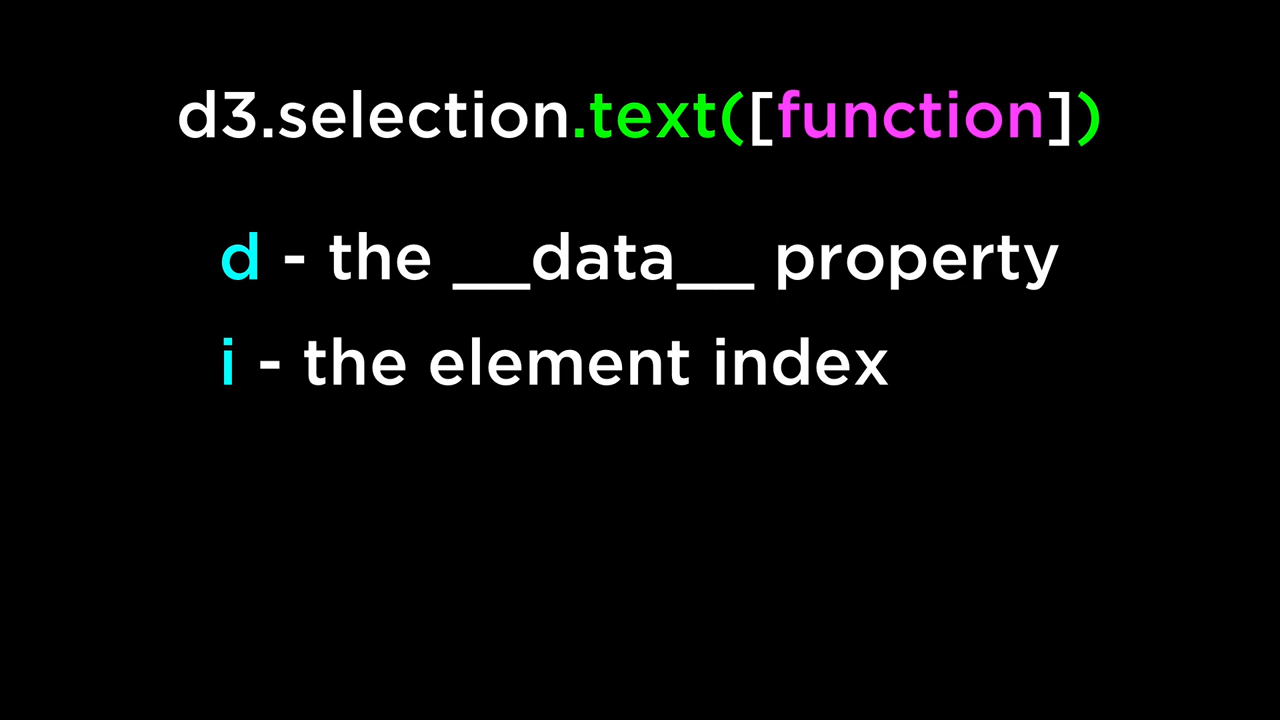 d3.selection.text([function])
d - the __data__ property
i - the element index